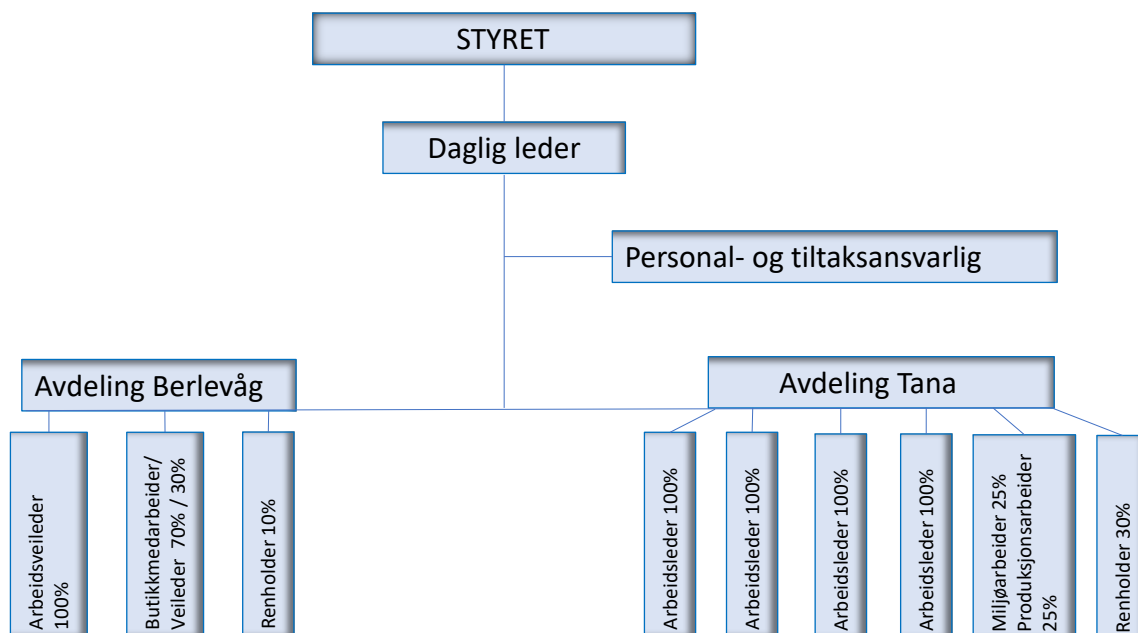 STYRET
Daglig leder
Personal- og tiltaksansvarlig
Avdeling Berlevåg
Avdeling Tana
Arbeidsveileder
100%
Butikkmedarbeider/
Veileder 70% / 30%
Renholder 10%
Arbeidsleder 100%
Arbeidsleder 100%
Arbeidsleder 100%
Arbeidsleder 100%
Miljøarbeider 25%
Produksjonsarbeider
25%
Renholder 30%